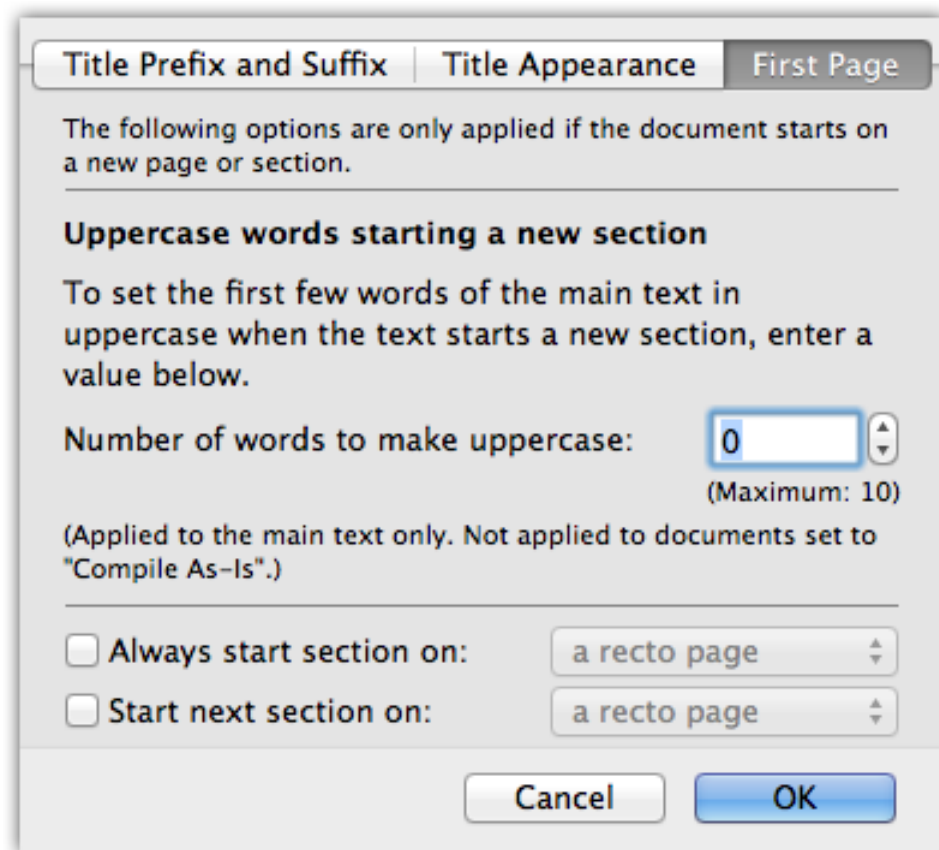 Title Prefix and Suffix Title Appearance First Page
The following options are only applied if the document starts on
a new page or section.
Uppercase words starting a new section
To set the first few words of the main text in
uppercase when the text starts a new section, enter a
value below.
Number of words to make uppercase: 0
(Maximum: 10)
(Applied to the main text only. Not applied to documents set to
"Compile As-Is".)
Always start section on: a recto page
Start next section on: a recto page
Cancel OK